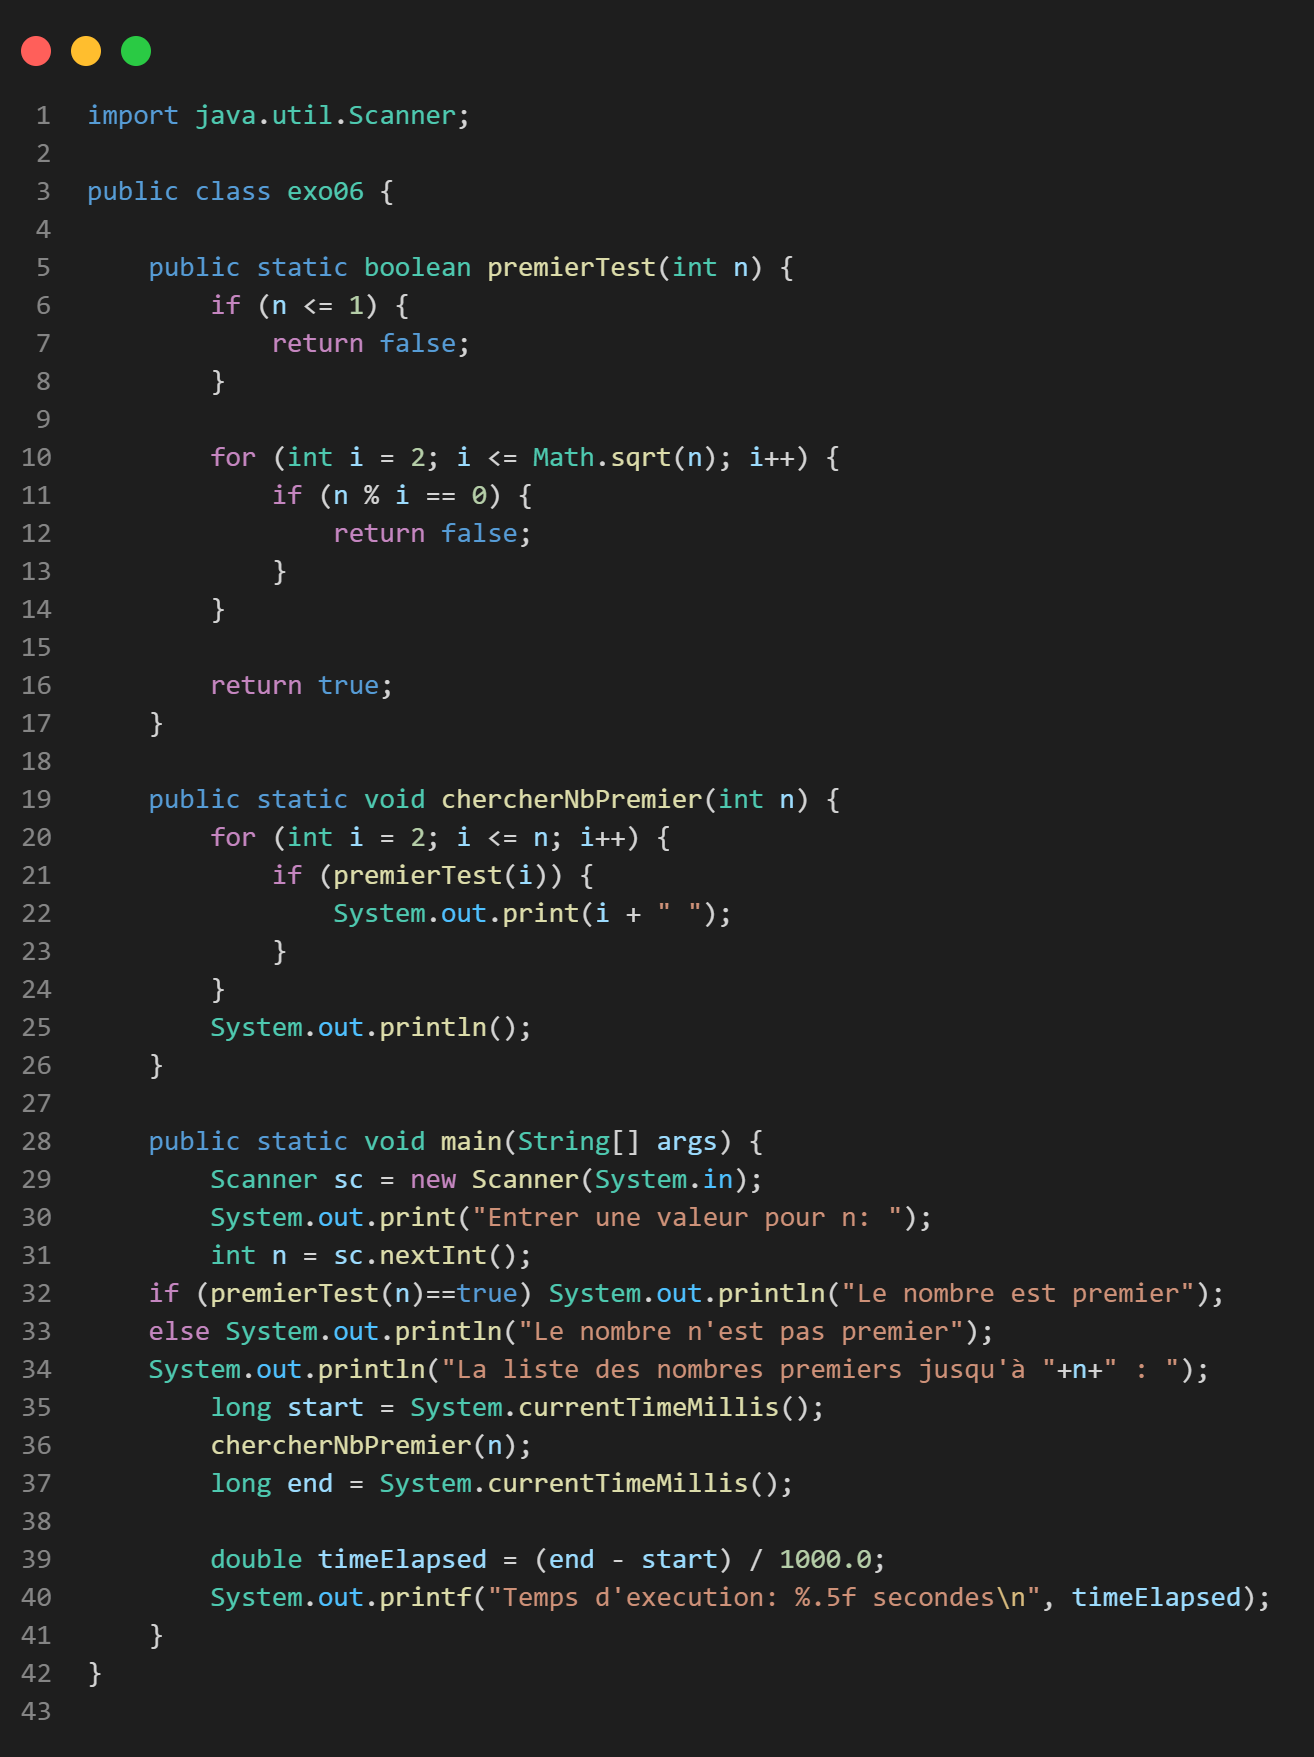 1 import java.util.Scanner;
2
3 public class exo06 {
4
5     public static boolean premierTest(int n) {
6         if (n <= 1) {
7             return false;
8         }
9
10         for (int i = 2; i <= Math.sqrt(n); i++) {
11             if (n % i == 0) {
12                 return false;
13             }
14         }
15
16         return true;
17     }
18
19     public static void chercherNbPremier(int n) {
20         for (int i = 2; i <= n; i++) {
21             if (premierTest(i)) {
22                 System.out.print(i + " ");
23             }
24         }
25         System.out.println();
26     }
27
28     public static void main(String[] args) {
29         Scanner sc = new Scanner(System.in);
30         System.out.print("Entrer une valeur pour n: ");
31         int n = sc.nextInt();
32     if (premierTest(n)==true) System.out.println("Le nombre est premier");
33     else System.out.println("Le nombre n'est pas premier");
34     System.out.println("La liste des nombres premiers jusqu'à "+n+" : ");
35         long start = System.currentTimeMillis();
36         chercherNbPremier(n);
37         long end = System.currentTimeMillis();
38
39         double timeElapsed = (end - start) / 1000.0;
40         System.out.printf("Temps d'execution: %.5f secondes\n", timeElapsed);
41     }
42 }
43